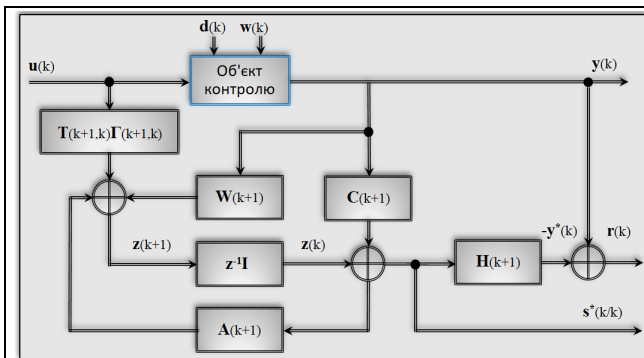 d(k) w(k)
u(k) Об'єкт контролю y(k)
T(k+1,k)Γ(k+1,k)
W(k+1) C(k+1)
-y*(k) r(k)
z(k+1) z⁻¹I z(k) H(k+1)
s*(k/k)
A(k+1)